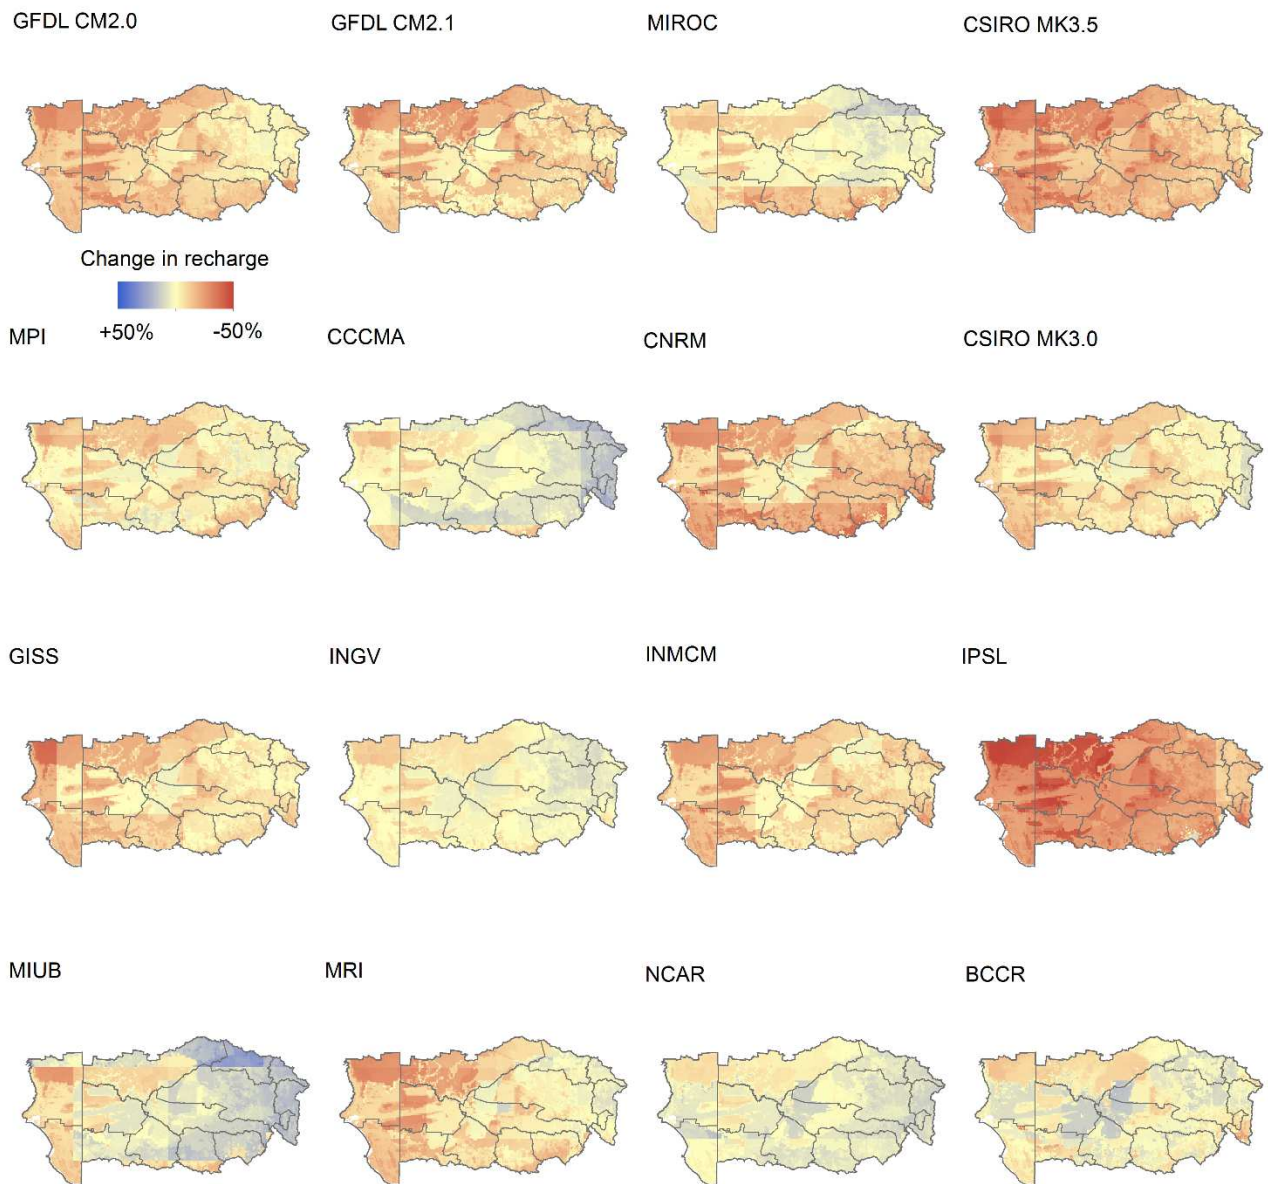 GFDL CM2.0
GFDL CM2.1
MIROC
CSIRO MK3.5
Change in recharge
+50%
-50%
MPI
CCCMA
CNRM
CSIRO MK3.0
GISS
INGV
INMCM
IPSL
MIUB
MRI
NCAR
BCCR